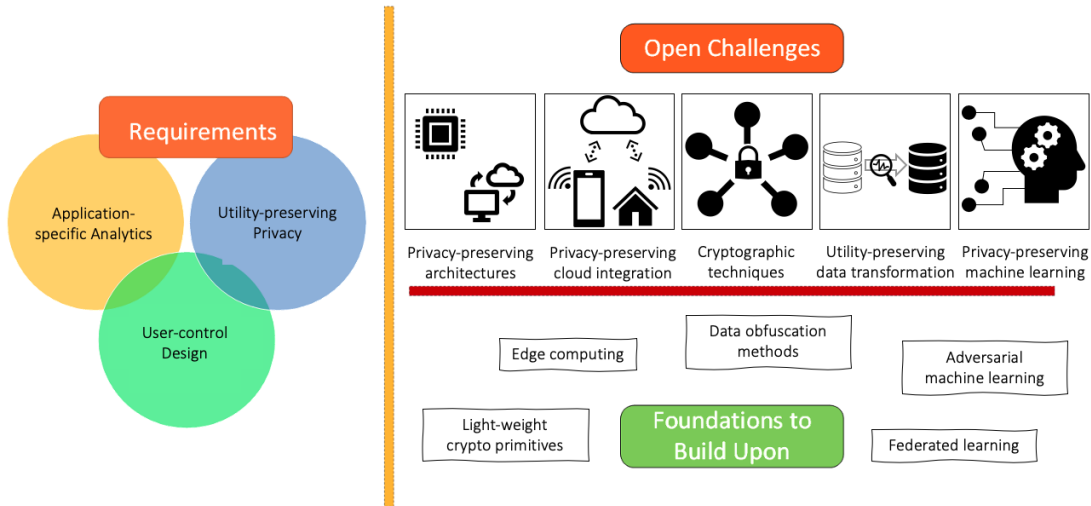 Requirements
Application-
specific Analytics
Utility-preserving
Privacy
User-control
Design
Open Challenges
Privacy-preserving
architectures
Privacy-preserving
cloud integration
Cryptographic
techniques
Utility-preserving
data transformation
Privacy-preserving
machine learning
Edge computing
Data obfuscation
methods
Adversarial
machine learning
Light-weight
crypto primitives
Foundations to
Build Upon
Federated learning